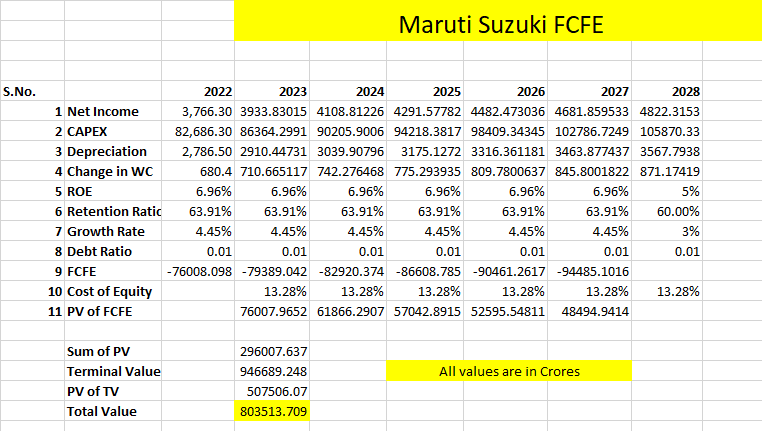 Maruti Suzuki FCFE
S.No. 2022 2023 2024 2025 2026 2027 2028
1 Net Income 3,766.30 3933.83015 4108.81226 4291.57782 4482.473036 4681.859533 4822.3153
2 CAPEX 82,686.30 86364.2991 90205.9006 94218.3817 98409.34345 102786.7249 105870.33
3 Depreciation 2,786.50 2910.44731 3039.90796 3175.1272 3316.361181 3463.877437 3567.7938
4 Change in WC 680.4 710.665117 742.276468 775.293935 809.7800637 845.8001822 871.17419
5 ROE 6.96% 6.96% 6.96% 6.96% 6.96% 6.96% 5%
6 Retention Ratic 63.91% 63.91% 63.91% 63.91% 63.91% 63.91% 60.00%
7 Growth Rate 4.45% 4.45% 4.45% 4.45% 4.45% 4.45% 3%
8 Debt Ratio 0.01 0.01 0.01 0.01 0.01 0.01 0.01
9 FCFE -76008.098 -79389.042 -82920.374 -86608.785 -90461.2617 -94485.1016
10 Cost of Equity 13.28% 13.28% 13.28% 13.28% 13.28% 13.28%
11 PV of FCFE 76007.9652 61866.2907 57042.8915 52595.54811 48494.9414
Sum of PV 296007.637
Terminal Value 946689.248 All values are in Crores
PV of TV 507506.07
Total Value 803513.709